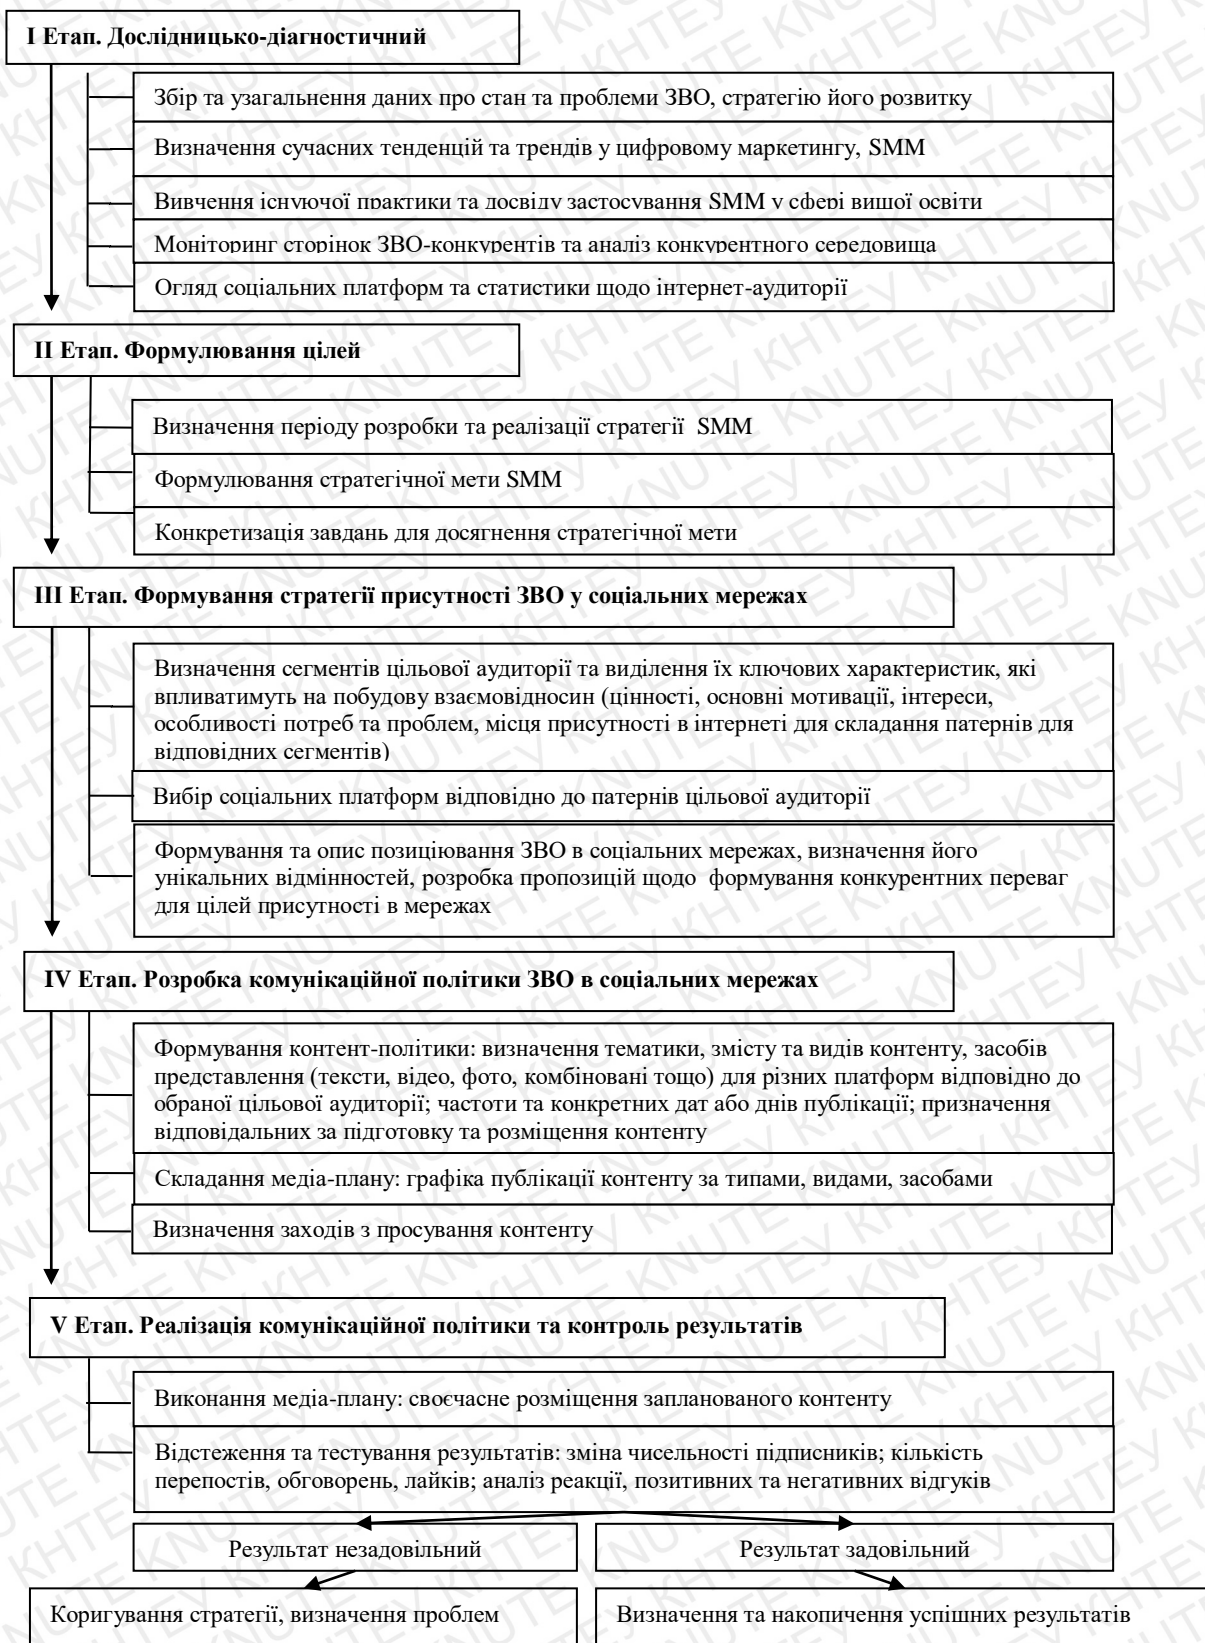 І Етап. Дослідницько-діагностичний
Збір та узагальнення даних про стан та проблеми ЗВО, стратегію його розвитку
Визначення сучасних тенденцій та трендів у цифровому маркетингу, SMM
Вивчення існуючої практики та досвіду застосування SMM у сфері вищої освіти
Моніторинг сторінок ЗВО-конкурентів та аналіз конкурентного середовища
Огляд соціальних платформ та статистики щодо інтернет-аудиторії
ІІ Етап. Формулювання цілей
Визначення періоду розробки та реалізації стратегії SMM
Формулювання стратегічної мети SMM
Конкретизація завдань для досягнення стратегічної мети
ІІІ Етап. Формування стратегії присутності ЗВО у соціальних мережах
Визначення сегментів цільової аудиторії та виділення їх ключових характеристик, які
впливатимуть на побудову взаємовідносин (цінності, основні мотивації, інтереси,
особливості потреб та проблем, місця присутності в інтернеті для складання патернів для
відповідних сегментів)
Вибір соціальних платформ відповідно до патернів цільової аудиторії
Формування та опис позиціювання ЗВО в соціальних мережах, визначення його
унікальних відмінностей, розробка пропозицій щодо формування конкурентних переваг
для цілей присутності в мережах
IV Етап. Розробка комунікаційної політики ЗВО в соціальних мережах
Формування контент-політики: визначення тематики, змісту та видів контенту, засобів
представлення (тексти, відео, фото, комбіновані тощо) для різних платформ відповідно до
обраної цільової аудиторії; частоти та конкретних дат або днів публікації; призначення
відповідальних за підготовку та розміщення контенту
Складання медіа-плану: графіка публікації контенту за типами, видами, засобами
Визначення заходів з просування контенту
V Етап. Реалізація комунікаційної політики та контроль результатів
Виконання медіа-плану: своєчасне розміщення запланованого контенту
Відстеження та тестування результатів: зміна чисельності підписників; кількість
перепостів, обговорень, лайків; аналіз реакції, позитивних та негативних відгуків
Результат незадовільний
Результат задовільний
Коригування стратегії, визначення проблем
Визначення та накопичення успішних результатів